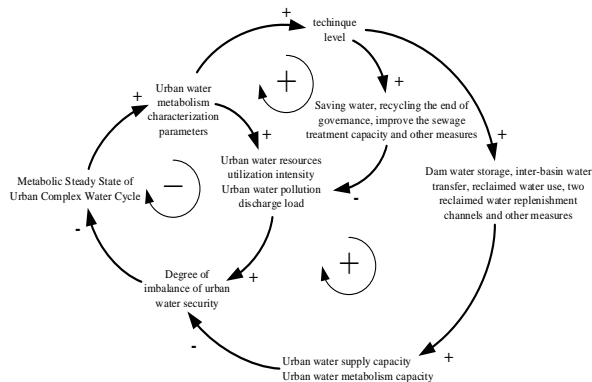 +
techinque
level
+
+
Urban water
metabolism
characterization
parameters
+
+
Saving water, recycling the end of
governance, improve the sewage
treatment capacity and other measures
+
+
Urban water resources
utilization intensity
Urban water pollution
discharge load
Dam water storage, inter-basin water
transfer, reclaimed water use, two
reclaimed water replenishment
channels and other measures
Metabolic Steady State of
Urban Complex Water Cycle
−
-
-
+
Degree of
imbalance of urban
water security
+
-
Urban water supply capacity
Urban water metabolism capacity
+